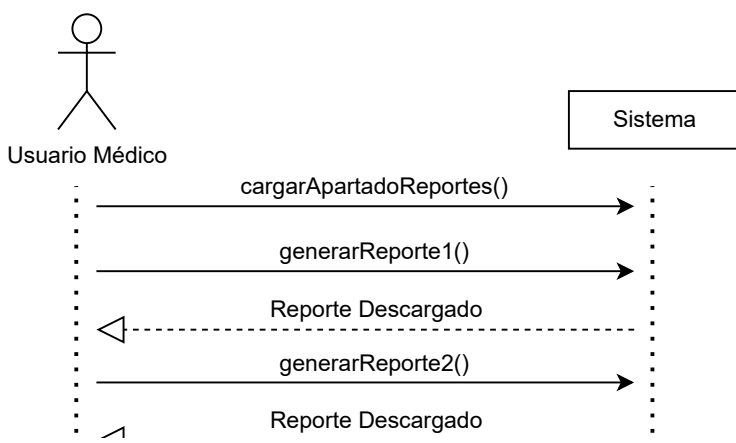 Sistema
Usuario Médico
cargarApartadoReportes()
generarReporte1()
Reporte Descargado
generarReporte2()
Reporte Descargado